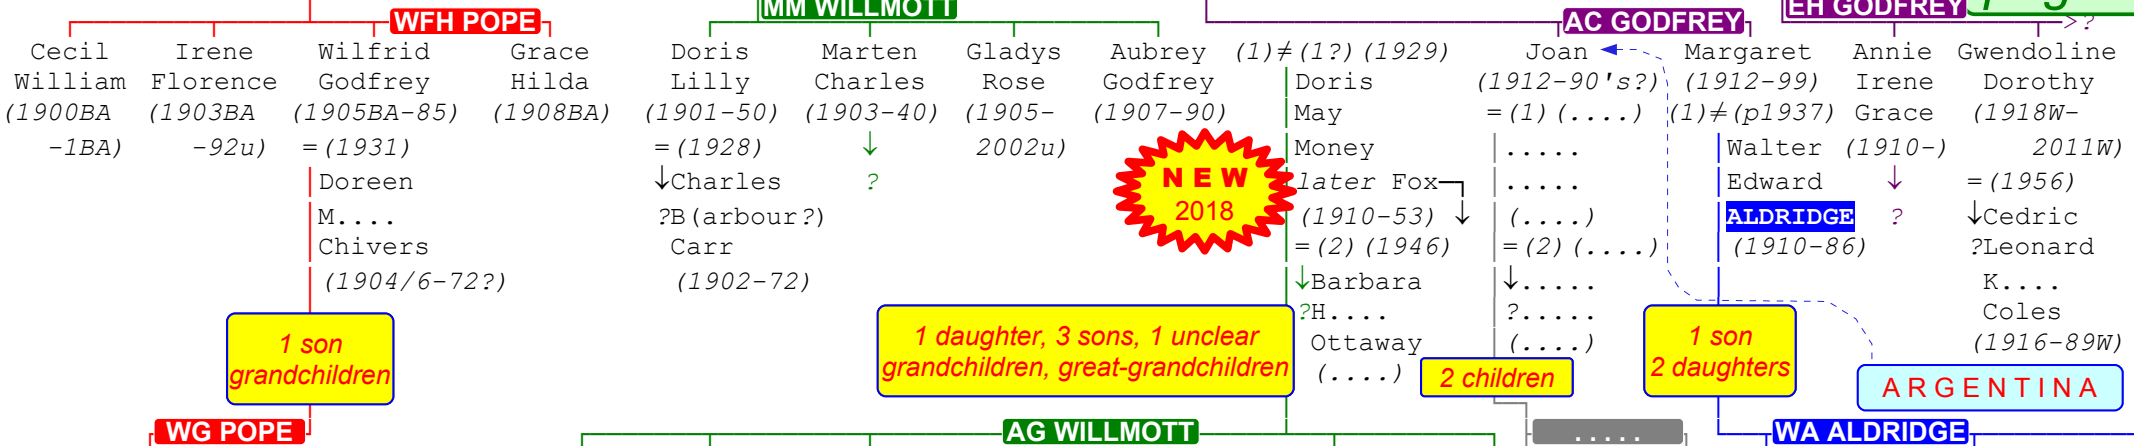 MM WILLMOTT
EH GODFREY
WFH POPE
AC GODFREY
>?
Cecil Irene Wilfrid Grace Doris Marten Gladys Aubrey (1)≠(1?)(1929) Joan Margaret Annie Gwendoline
William Florence Godfrey Hilda Lilly Charles Rose Godfrey Doris (1912-90's?) (1912-99) Irene Dorothy
(1900BA (1903BA (1905BA-85) (1908BA) (1901-50) (1903-40) (1905- (1907-90) May =(1)(....) (1)≠(p1937) Grace (1918W-
-1BA) -92u) =(1931) =(1928) ↓ 2002u) Money ..... Walter (1910-) 2011W)
Doreen ↓Charles ? NEW later Fox ..... Edward ↓ =(1956)
M.... ?B(arbour?) 2018 (1910-53) ↓ (....) ALDRIDGE ? ↓Cedric
Chivers Carr =(2)(1946) =(2)(....) (1910-86) ?Leonard
(1904/6-72?) (1902-72) ↓Barbara ↓..... K....
?H.... ?..... Coles
1 son 1 daughter, 3 sons, 1 unclear Ottaway (....) 1 son (1916-89W)
grandchildren grandchildren, great-grandchildren (....) 2 children 2 daughters ARGENTINA
WG POPE AG WILLMOTT ..... WA ALDRIDGE